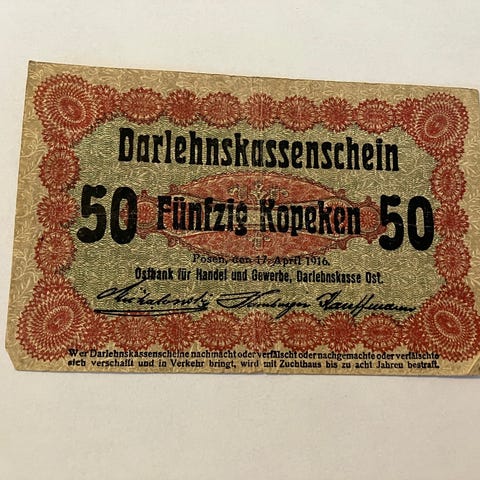 Darlehnskassenschein
50 Fünfzig Kopeken 50
Posen, den 17. April 1916.
Ostbank für Handel und Gewerbe, Darlehnskasse Ost.
Hamburger Kauffmann
Wer Darlehnskassenscheine nachmacht oder verfälscht oder nachgemachte oder verfälschte
sich verschafft und in Verkehr bringt, wird mit Zuchthaus bis zu acht Jahren bestraft.